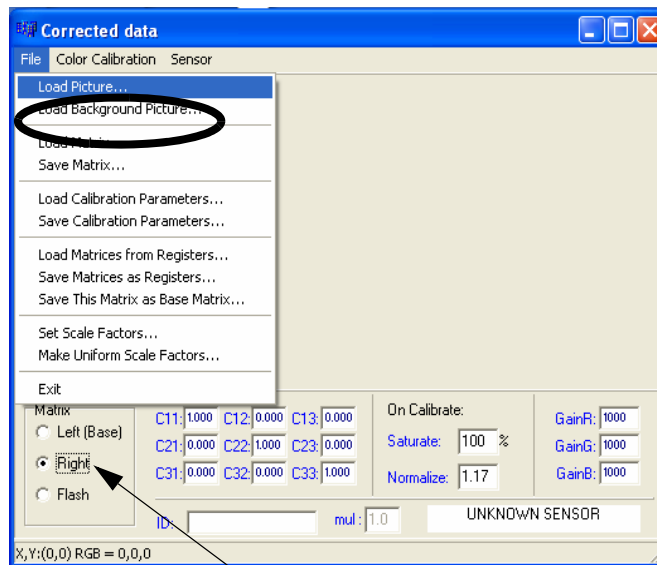 Corrected data
File Color Calibration Sensor
Load Picture...
Load Background Picture...
Load Matrix...
Save Matrix...
Load Calibration Parameters...
Save Calibration Parameters...
Load Matrices from Registers...
Save Matrices as Registers...
Save This Matrix as Base Matrix...
Set Scale Factors...
Make Uniform Scale Factors...
Exit
Matrix
Left (Base)
Right
Flash
C11: 1.000 C12: 0.000 C13: 0.000
C21: 0.000 C22: 1.000 C23: 0.000
C31: 0.000 C32: 0.000 C33: 1.000
ID: mul : 1.0
On Calibrate:
Saturate: 100 %
Normalize: 1.17
GainR: 1000
GainG: 1000
GainB: 1000
UNKNOWN SENSOR
X,Y:(0,0) RGB = 0,0,0